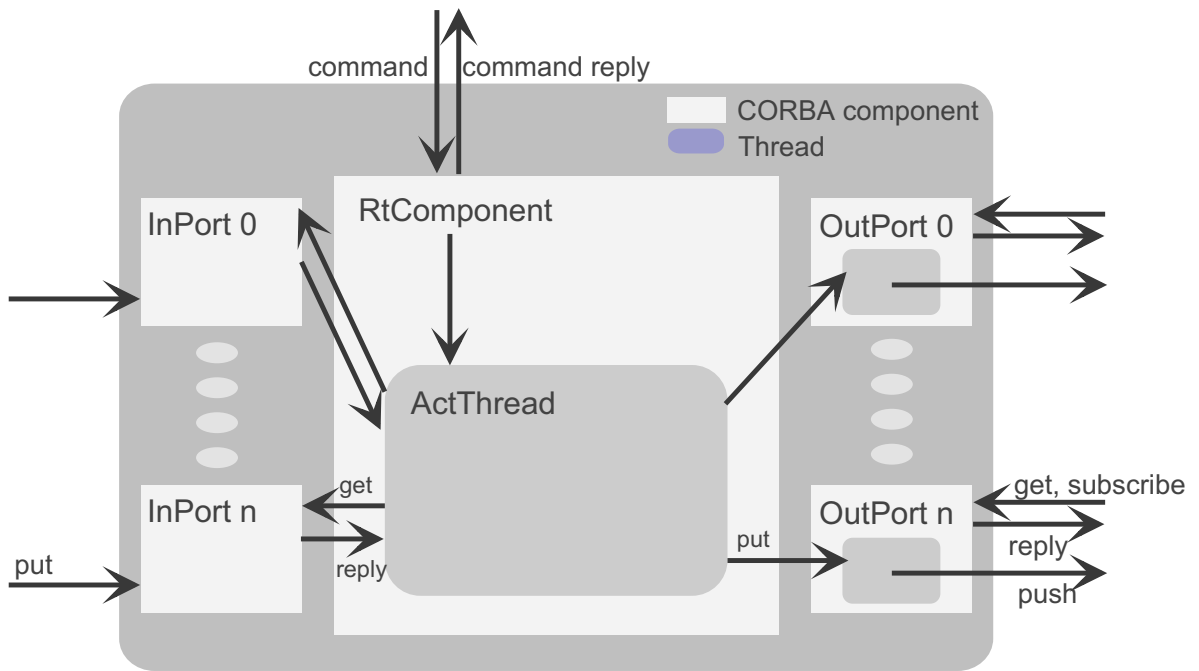 command
command reply
CORBA component
Thread
RtComponent
InPort 0
OutPort 0
ActThread
get
InPort n
reply
put
put
get, subscribe
OutPort n
reply
push